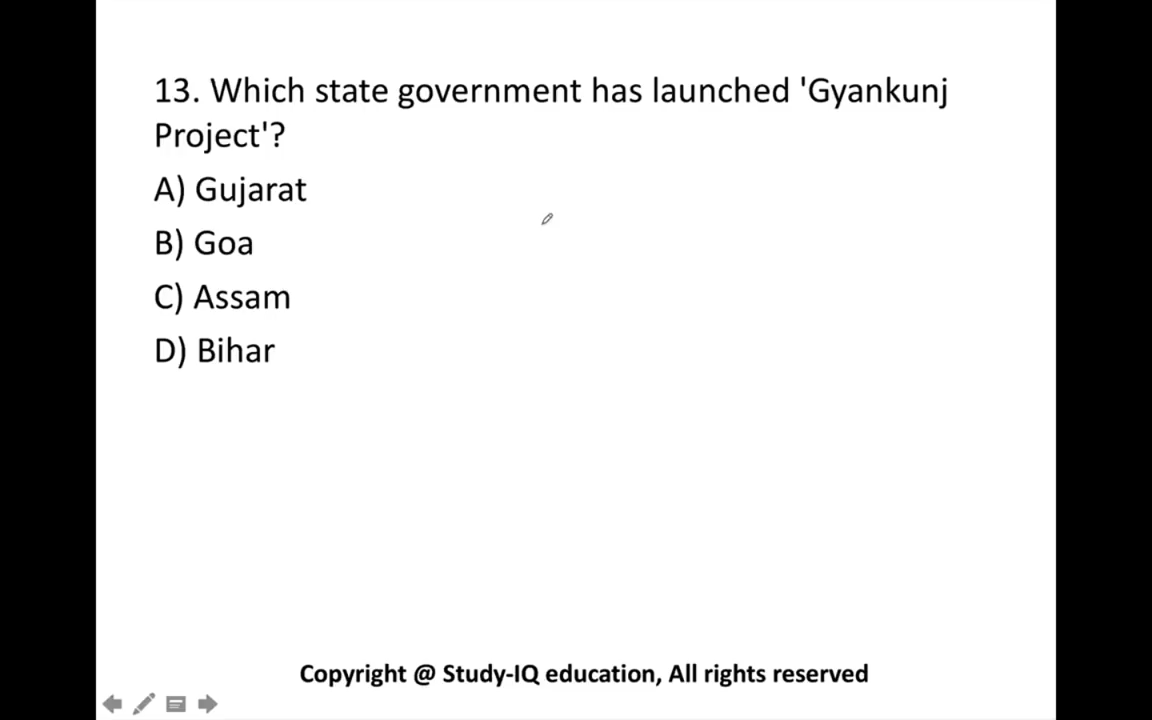 13. Which state government has launched 'Gyankunj
Project'?
A) Gujarat
B) Goa
C) Assam
D) Bihar
Copyright @ Study-IQ education, All rights reserved